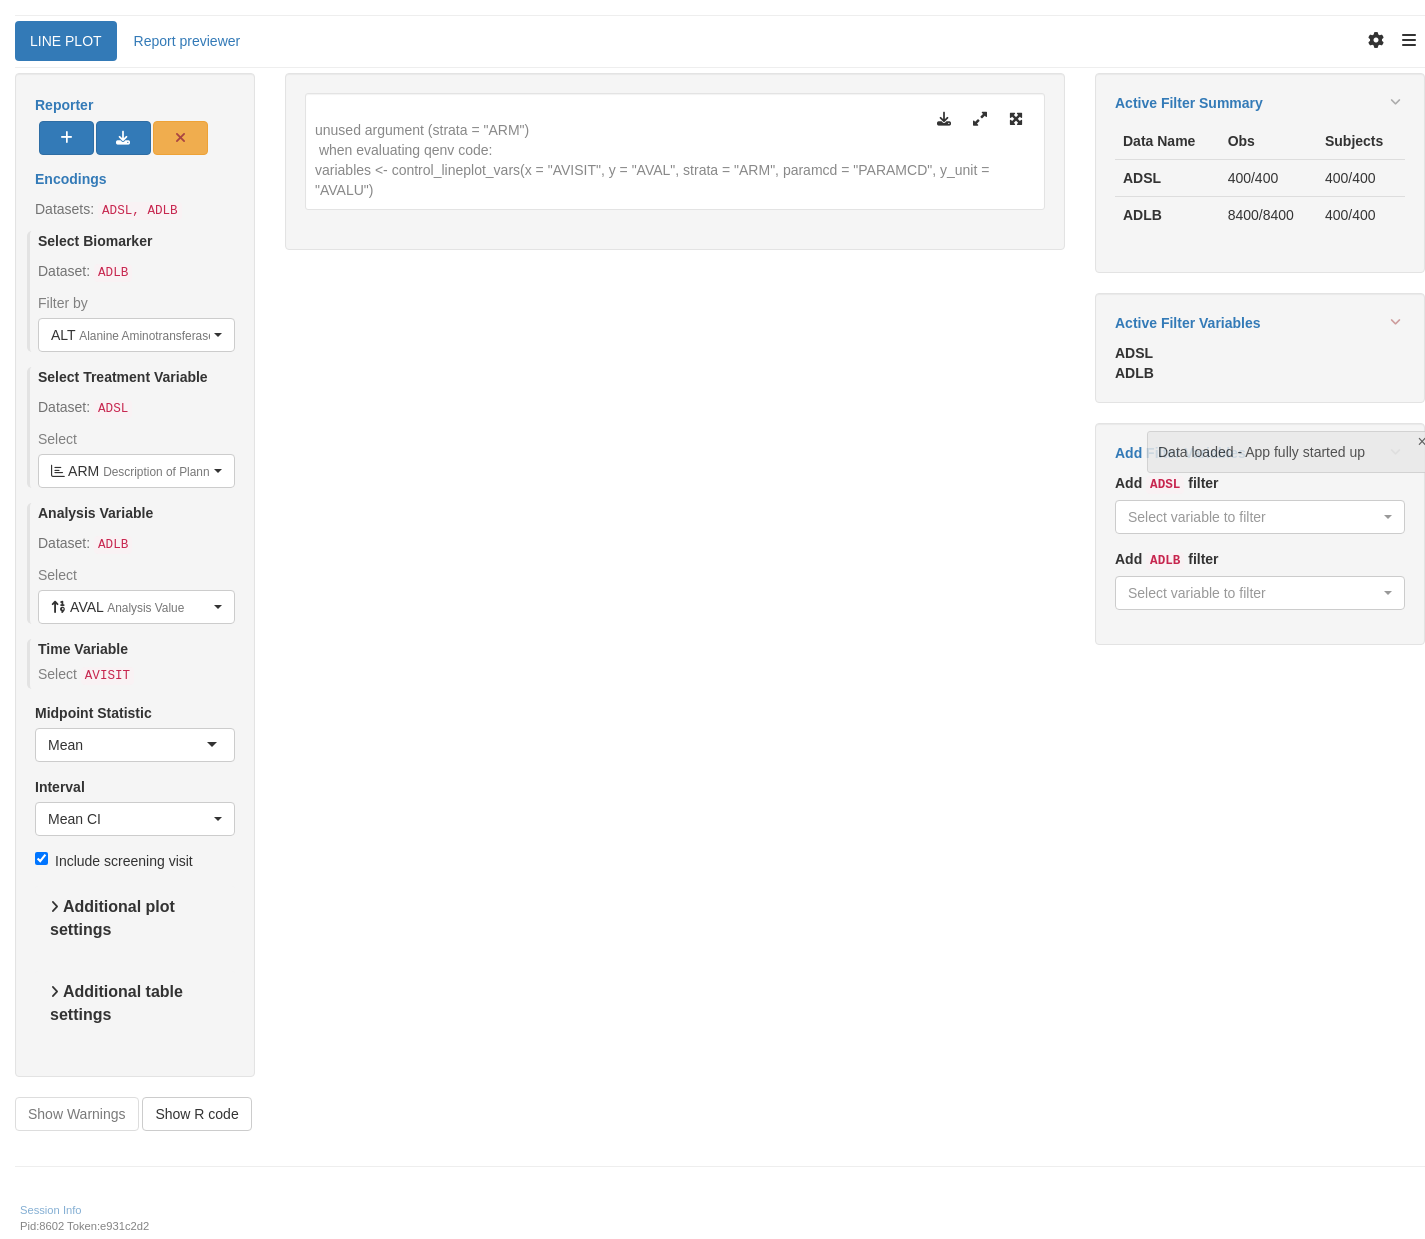 LINE PLOT
Report previewer
Reporter
Encodings
Datasets: ADSL, ADLB
Select Biomarker
Dataset: ADLB
Filter by
ALT Alanine Aminotransferas
Select Treatment Variable
Dataset: ADSL
Select
ARM Description of Plann
Analysis Variable
Dataset: ADLB
Select
AVAL Analysis Value
Time Variable
Select AVISIT
Midpoint Statistic
Mean
Interval
Mean CI
Include screening visit
Additional plot
settings
Additional table
settings
Show Warnings
Show R code
unused argument (strata = "ARM")
when evaluating qenv code:
variables <- control_lineplot_vars(x = "AVISIT", y = "AVAL", strata = "ARM", paramcd = "PARAMCD", y_unit =
"AVALU")
Active Filter Summary
Data Name Obs Subjects
ADSL 400/400 400/400
ADLB 8400/8400 400/400
Active Filter Variables
ADSL
ADLB
Add
Data loaded - App fully started up
×
Add ADSL filter
Select variable to filter
Add ADLB filter
Select variable to filter
Session Info
Pid:8602 Token:e931c2d2